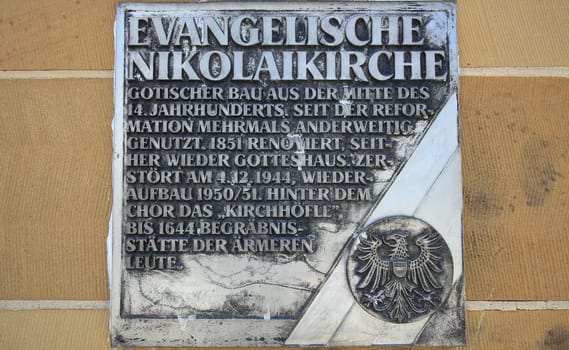 EVANGELISCHE
NIKOLAIKIRCHE
GOTISCHER BAU AUS DER MITTE DES
14. JAHRHUNDERTS. SEIT DER REFOR-
MATION MEHRMALS ANDERWEITIG
GENUTZT. 1851 RENOVIERT, SEIT-
HER WIEDER GOTTESHAUS. ZER-
STÖRT AM 4.12.1944, WIEDER-
AUFBAU 1950/51. HINTER DEM
CHOR DAS „KIRCHHÖFLE"
BIS 1644 BEGRÄBNIS-
STÄTTE DER ÄRMEREN
LEUTE.